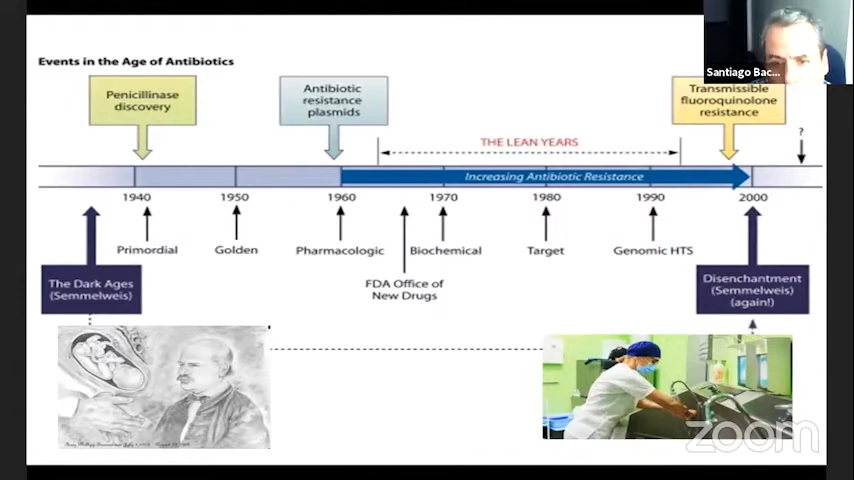 Santiago Bac...
Events in the Age of Antibiotics
Penicillinase
discovery
Antibiotic
resistance
plasmids
Transmissible
fluoroquinolone
resistance
?
THE LEAN YEARS
Increasing Antibiotic Resistance
1940
1950
1960
1970
1980
1990
2000
Primordial
Golden
Pharmacologic
Biochemical
Target
Genomic HTS
FDA Office of
New Drugs
The Dark Ages
(Semmelweis)
Disenchantment
(Semmelweis)
(again!)
zoom